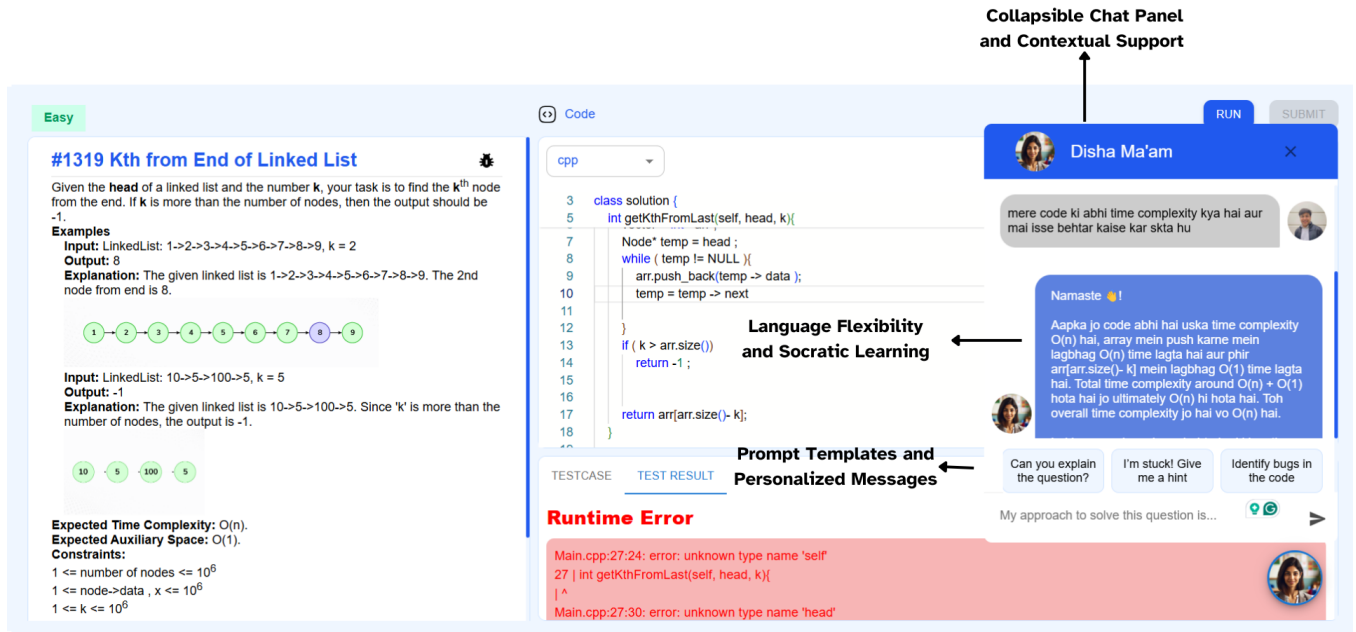 Collapsible Chat Panel
and Contextual Support
Easy
Code
RUN
SUBMIT
#1319 Kth from End of Linked List
Given the head of a linked list and the number k, your task is to find the kth node
from the end. If k is more than the number of nodes, then the output should be
-1.
Examples
Input: LinkedList: 1->2->3->4->5->6->7->8->9, k = 2
Output: 8
Explanation: The given linked list is 1->2->3->4->5->6->7->8->9. The 2nd
node from end is 8.
1 2 3 4 5 6 7 8 9
Input: LinkedList: 10->5->100->5, k = 5
Output: -1
Explanation: The given linked list is 10->5->100->5. Since 'k' is more than the
number of nodes, the output is -1.
10 5 100 5
Expected Time Complexity: O(n).
Expected Auxiliary Space: O(1).
Constraints:
1 <= number of nodes <= 10^6
1 <= node->data , x <= 10^6
1 <= k <= 10^6
cpp
3 class solution {
5 int getKthFromLast(self, head, k){
7 Node* temp = head ;
8 while ( temp != NULL ){
9 arr.push_back(temp -> data );
10 temp = temp -> next
11
12 }
13 if ( k > arr.size())
14 return -1 ;
15
16
17 return arr[arr.size()- k];
18 }
Language Flexibility
and Socratic Learning
Prompt Templates and
Personalized Messages
TESTCASE
TEST RESULT
Runtime Error
Main.cpp:27:24: error: unknown type name 'self'
27 | int getKthFromLast(self, head, k){
| ^
Main.cpp:27:30: error: unknown type name 'head'
Disha Ma'am
mere code ki abhi time complexity kya hai aur
mai isse behtar kaise kar skta hu
Namaste 👋!
Aapka jo code abhi hai uska time complexity
O(n) hai, array mein push karne mein
lagbhag O(n) time lagta hai aur phir
arr[arr.size()- k] mein lagbhag O(1) time lagta
hai. Total time complexity around O(n) + O(1)
hota hai jo ultimately O(n) hi hota hai. Toh
overall time complexity jo hai vo O(n) hai.
Can you explain
the question?
I'm stuck! Give
me a hint
Identify bugs in
the code
My approach to solve this question is...